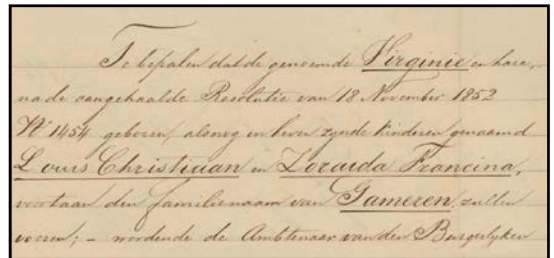 Te bepalen dat de genoemde Virginie en hare,
na de aangehaalde Resolutie van 18 November 1852
N° 1454 geboren, alsnog in leven zynde kinderen genaamd
Louis Christiaan en Zoraida Francina,
voortaan den familienaam van Gameren zullen
voeren; – wordende de Ambtenaar van den Burgerlyken